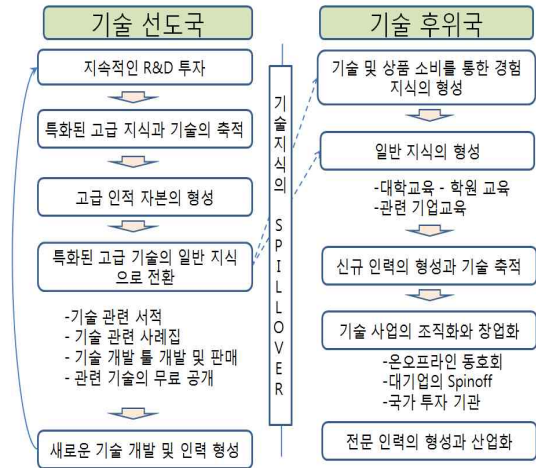 기술 선도국
지속적인 R&D 투자
특화된 고급 지식과 기술의 축적
고급 인적 자본의 형성
특화된 고급 기술의 일반 지식
으로 전환
-기술 관련 서적
- 기술 관련 사례집
- 기술 개발 툴 개발 및 판매
- 관련 기술의 무료 공개
새로운 기술 개발 및 인력 형성
기술지식의 SPILLOVER
기술 후위국
기술 및 상품 소비를 통한 경험
지식의 형성
일반 지식의 형성
-대학교육 - 학원 교육
-관련 기업교육
신규 인력의 형성과 기술 축적
기술 사업의 조직화와 창업화
-온오프라인 동호회
-대기업의 Spinoff
-국가 투자 기관
전문 인력의 형성과 산업화